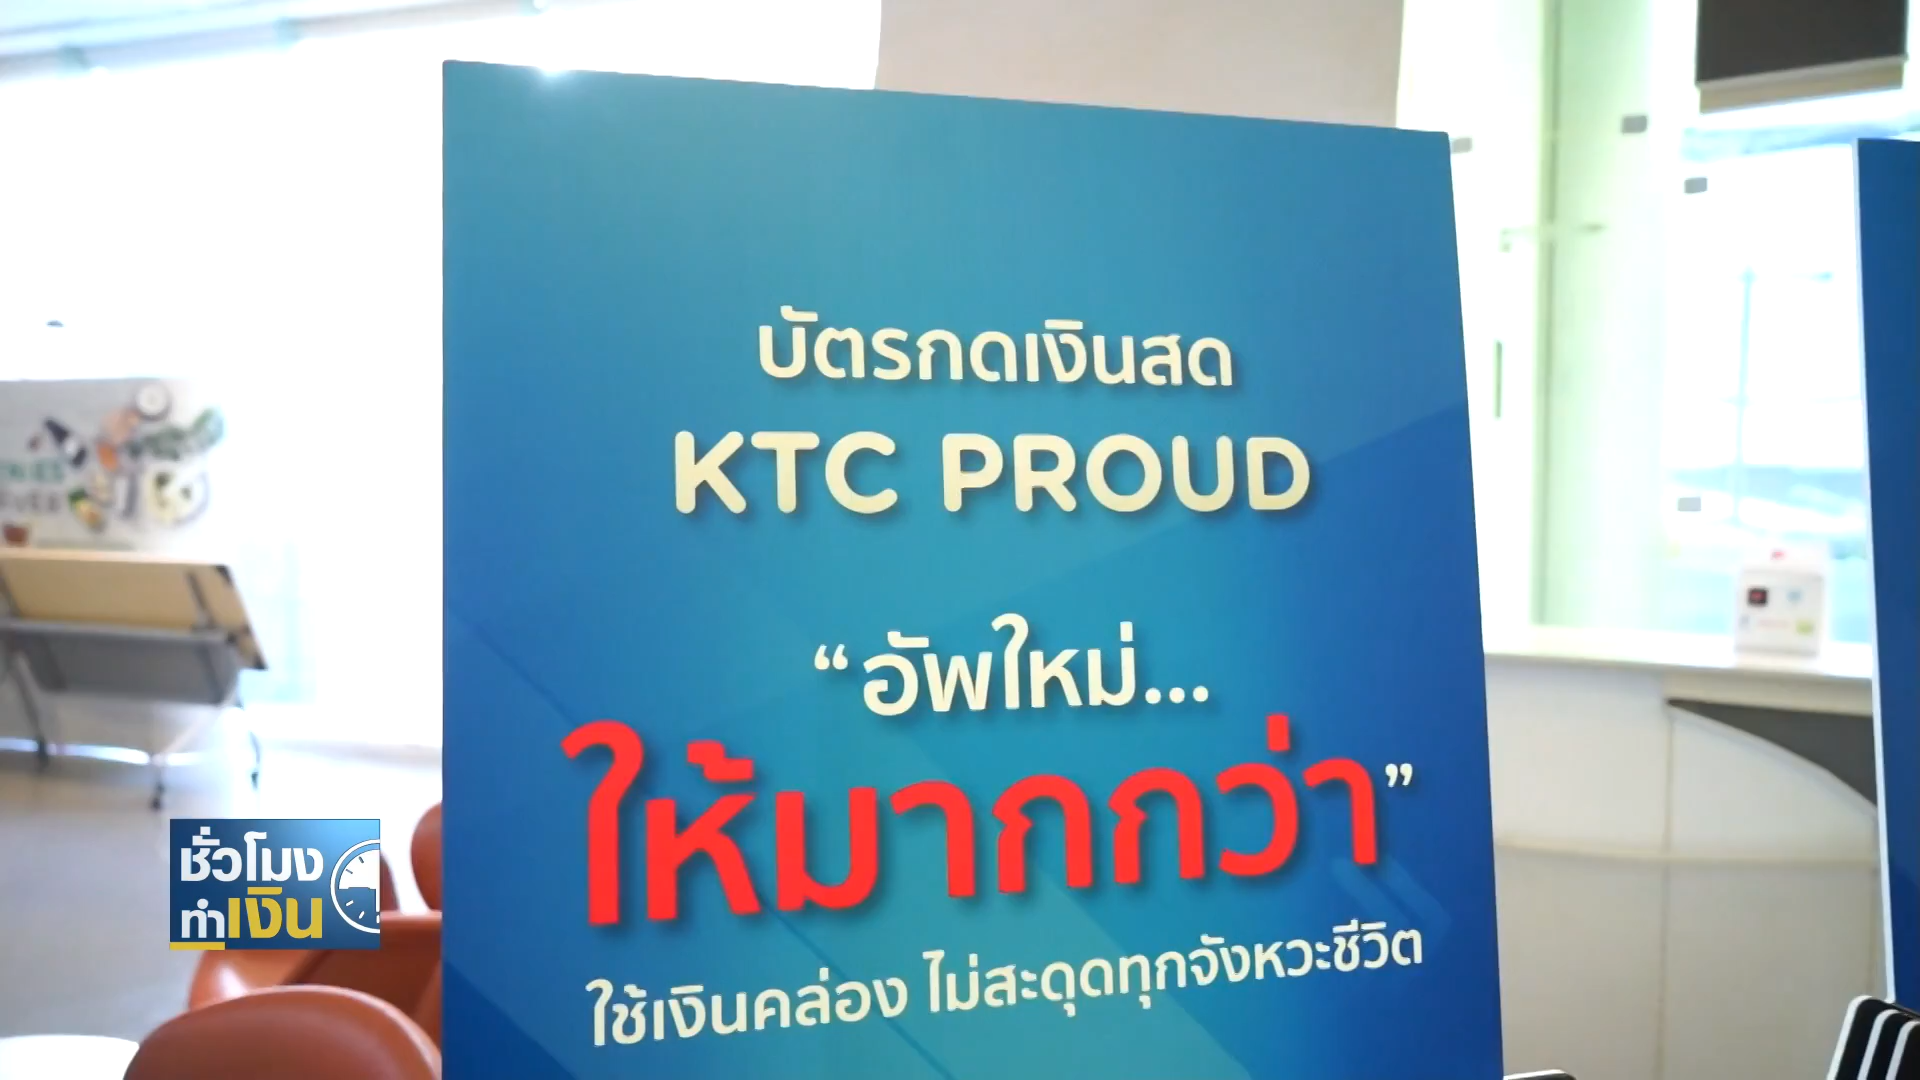 บัตรกดเงินสด
KTC PROUD
“อัพใหม่...
ให้มากกว่า”
ใช้เงินคล่อง ไม่สะดุดทุกจังหวะชีวิต
ชั่วโมง
ทำเงิน